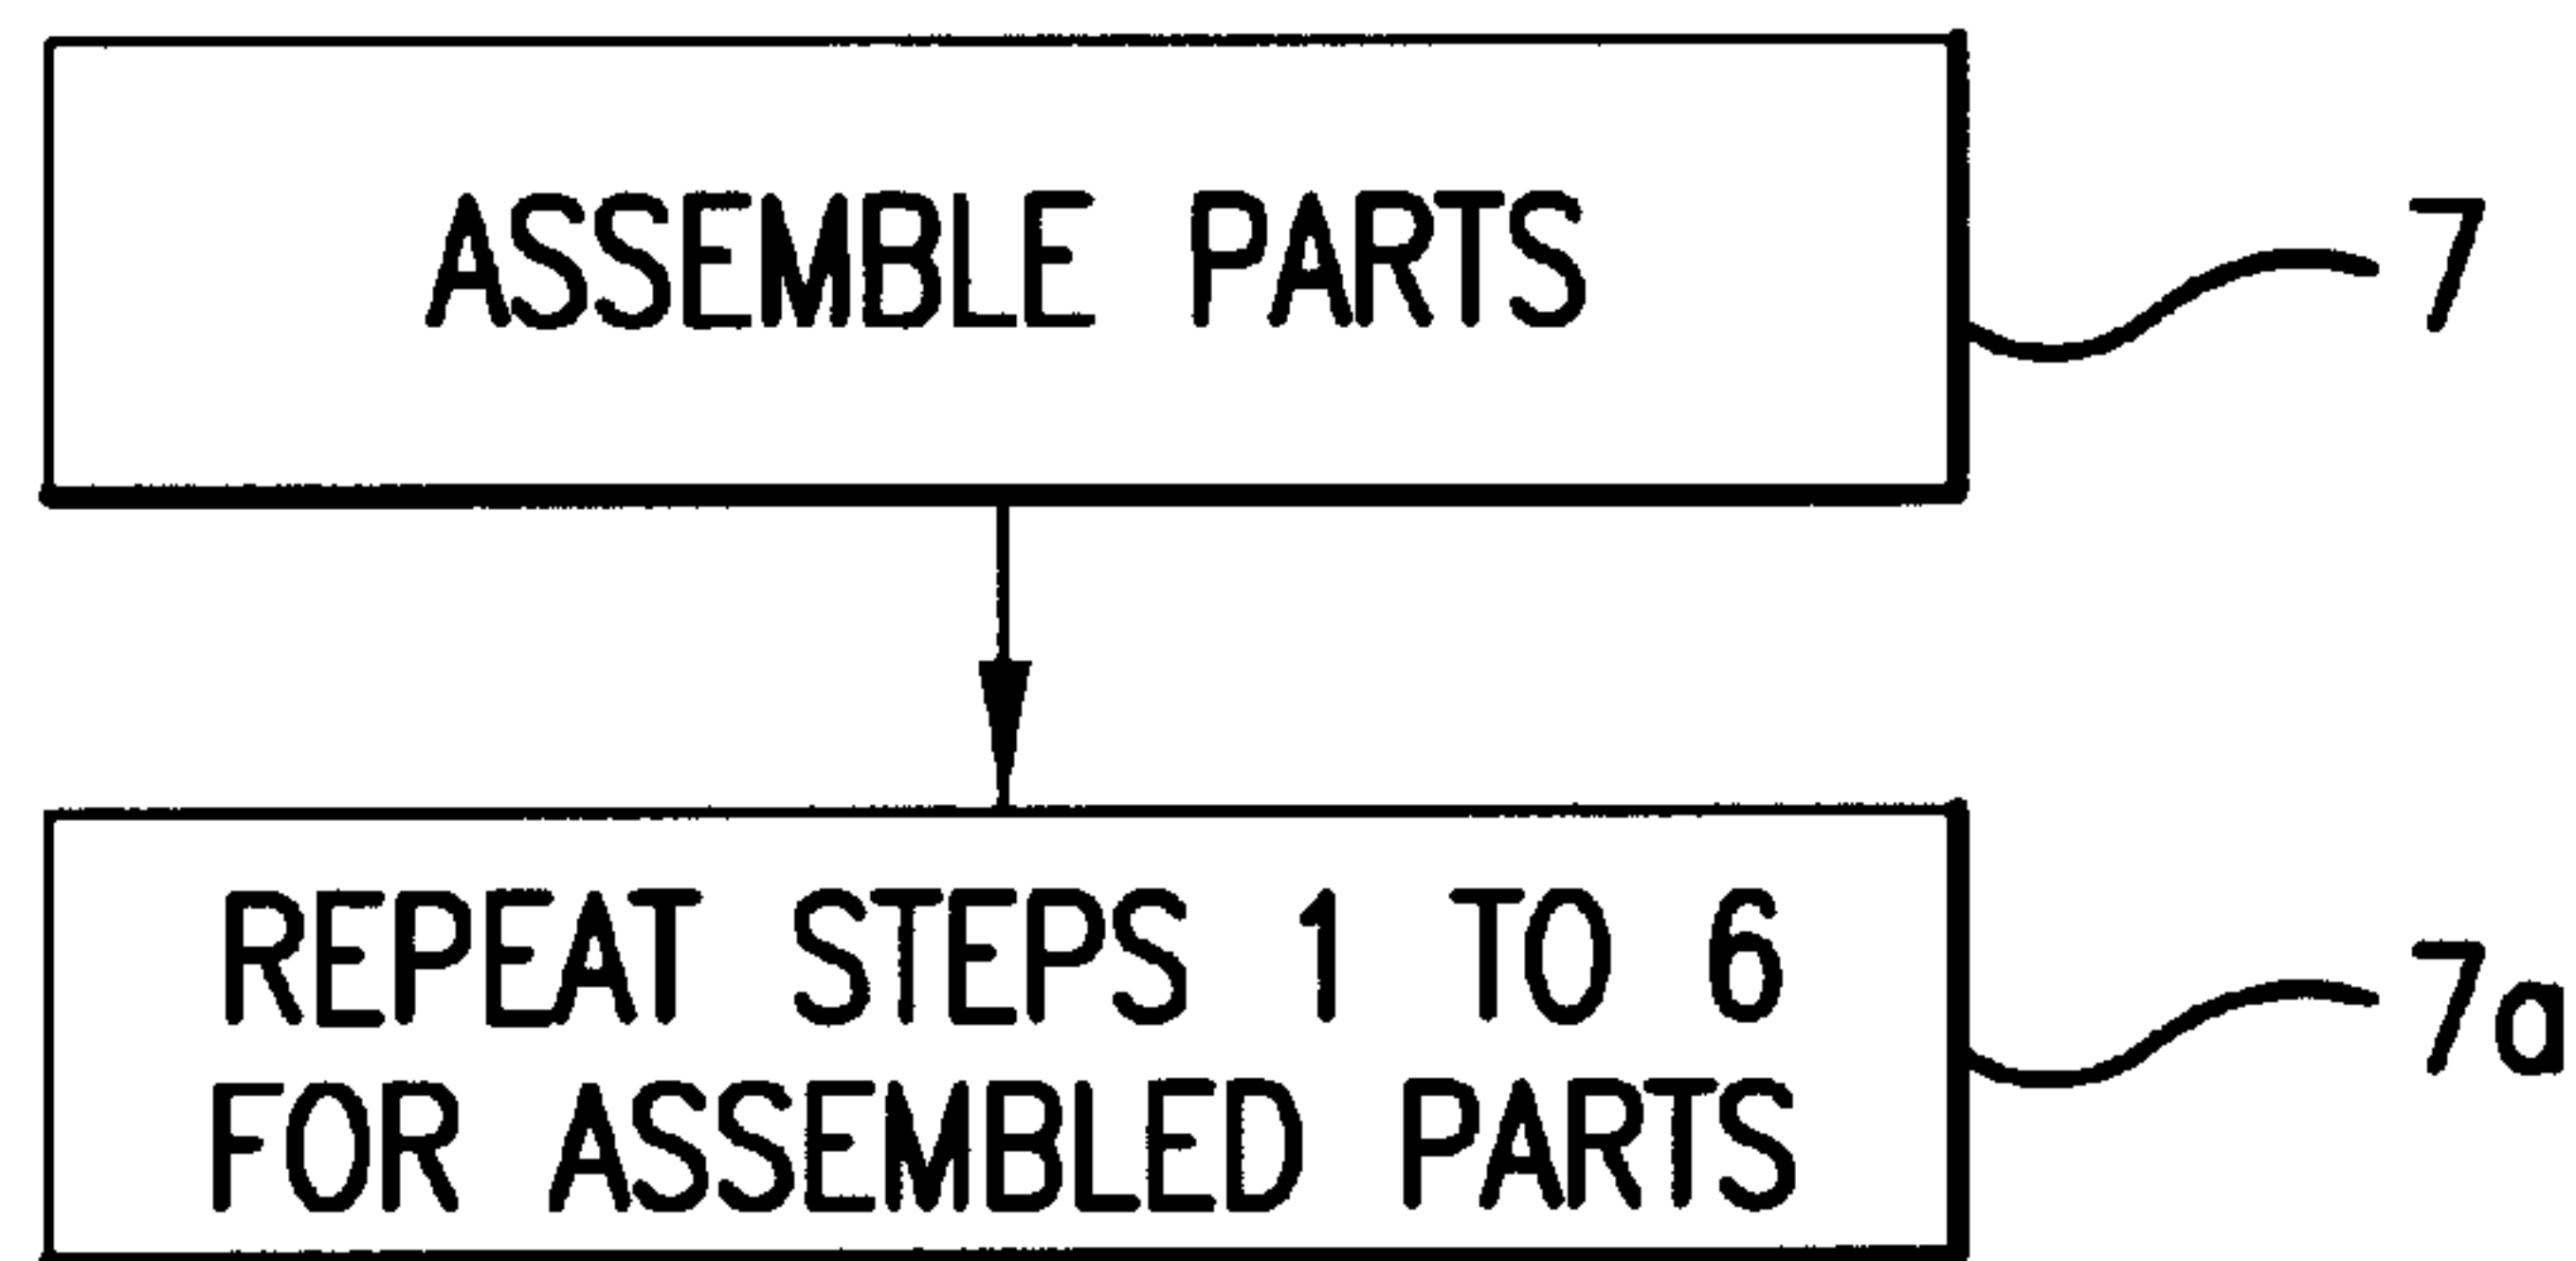 ASSEMBLE PARTS
7
REPEAT STEPS 1 TO 6
FOR ASSEMBLED PARTS
7a